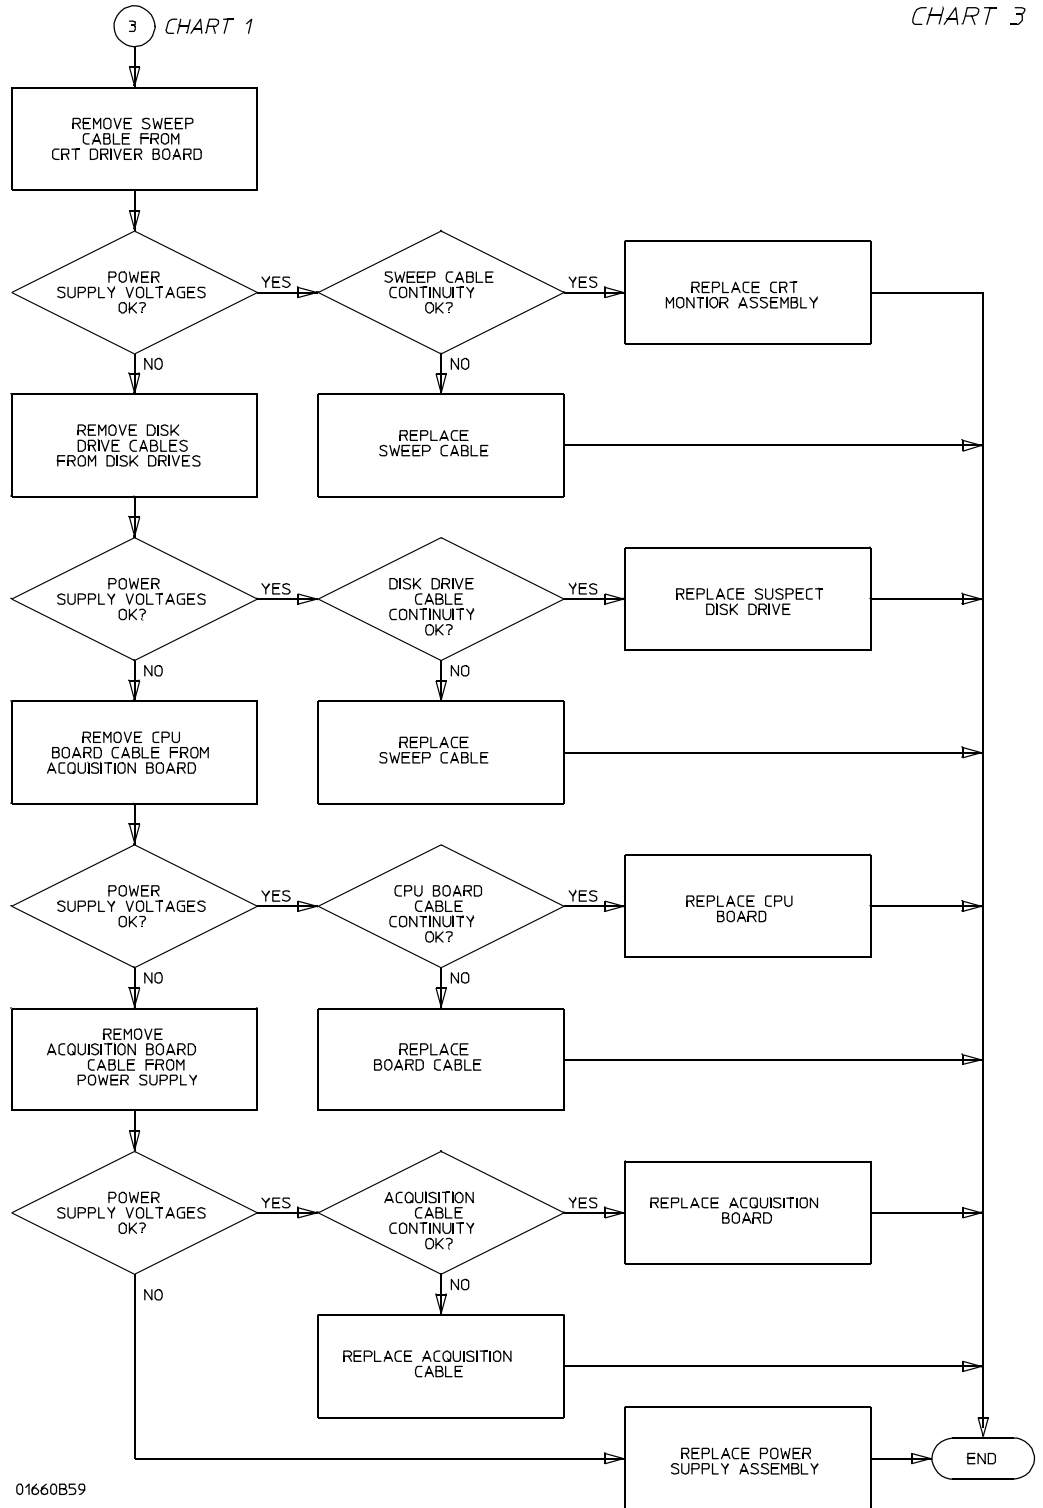 3 CHART 1
CHART 3
REMOVE SWEEP
CABLE FROM
CRT DRIVER BOARD
POWER
SUPPLY VOLTAGES
OK?
YES
SWEEP CABLE
CONTINUITY
OK?
YES
REPLACE CRT
MONTIOR ASSEMBLY
NO
NO
REMOVE DISK
DRIVE CABLES
FROM DISK DRIVES
REPLACE
SWEEP CABLE
POWER
SUPPLY VOLTAGES
OK?
YES
DISK DRIVE
CABLE
CONTINUITY
OK?
YES
REPLACE SUSPECT
DISK DRIVE
NO
NO
REMOVE CPU
BOARD CABLE FROM
ACQUISITION BOARD
REPLACE
SWEEP CABLE
POWER
SUPPLY VOLTAGES
OK?
YES
CPU BOARD
CABLE
CONTINUITY
OK?
YES
REPLACE CPU
BOARD
NO
NO
REMOVE
ACQUISITION BOARD
CABLE FROM
POWER SUPPLY
REPLACE
BOARD CABLE
POWER
SUPPLY VOLTAGES
OK?
YES
ACQUISITION
CABLE
CONTINUITY
OK?
YES
REPLACE ACQUISITION
BOARD
NO
NO
REPLACE ACQUISITION
CABLE
REPLACE POWER
SUPPLY ASSEMBLY
END
01660B59